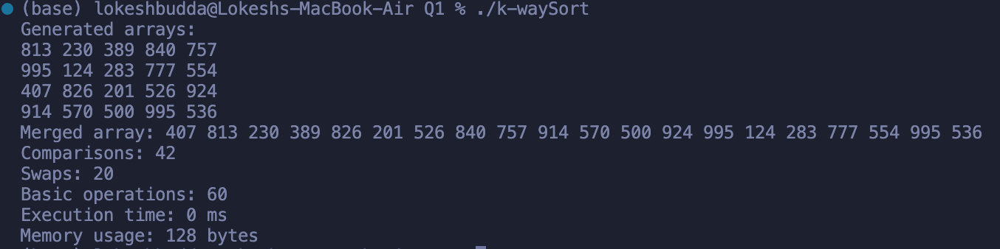 (base) lokeshbudda@Lokeshs-MacBook-Air Q1 % ./k-waySort
Generated arrays:
813 230 389 840 757
995 124 283 777 554
407 826 201 526 924
914 570 500 995 536
Merged array: 407 813 230 389 826 201 526 840 757 914 570 500 924 995 124 283 777 554 995 536
Comparisons: 42
Swaps: 20
Basic operations: 60
Execution time: 0 ms
Memory usage: 128 bytes